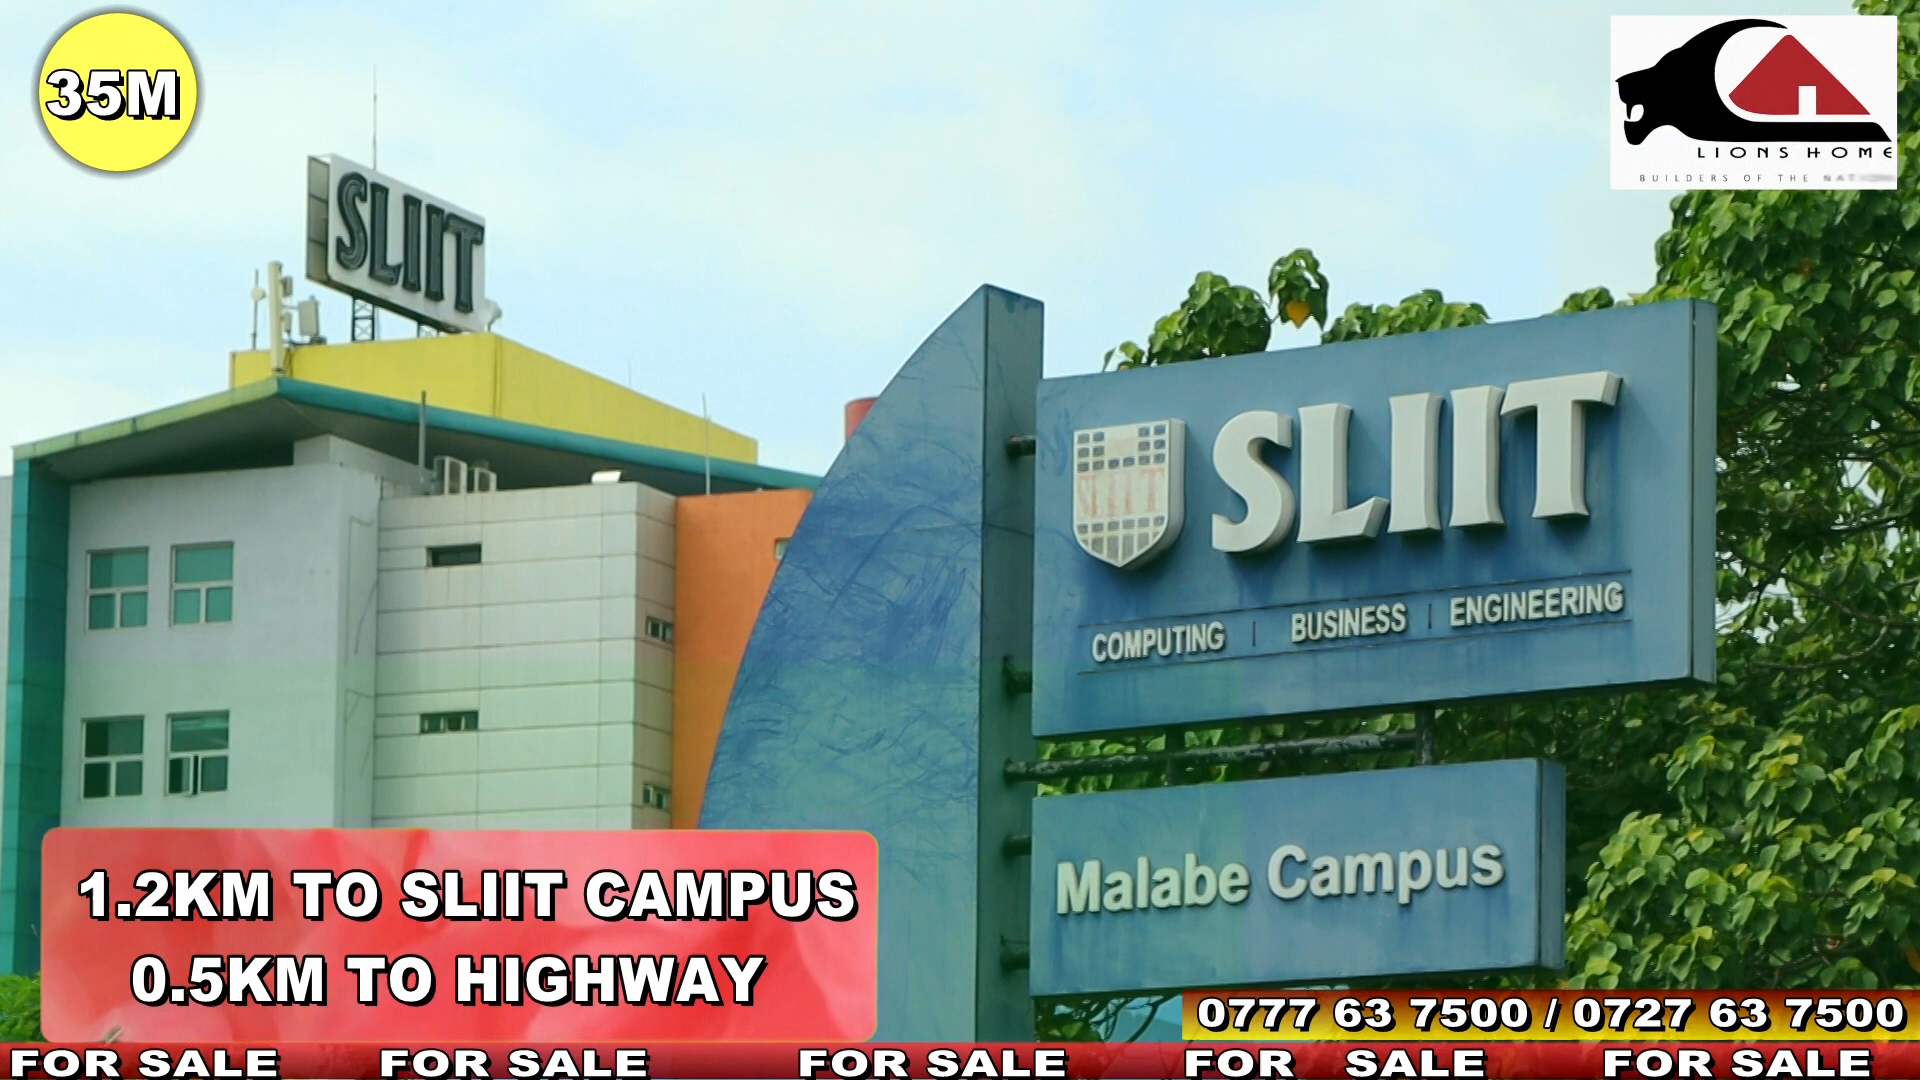 35M
LIONS HOME
BUILDERS OF THE
SLIIT
SLIIT
SLIIT
COMPUTING | BUSINESS | ENGINEERING
Malabe Campus
1.2KM TO SLIIT CAMPUS
0.5KM TO HIGHWAY
0777 63 7500 / 0727 63 7500
FOR SALE FOR SALE FOR SALE FOR SALE FOR SALE